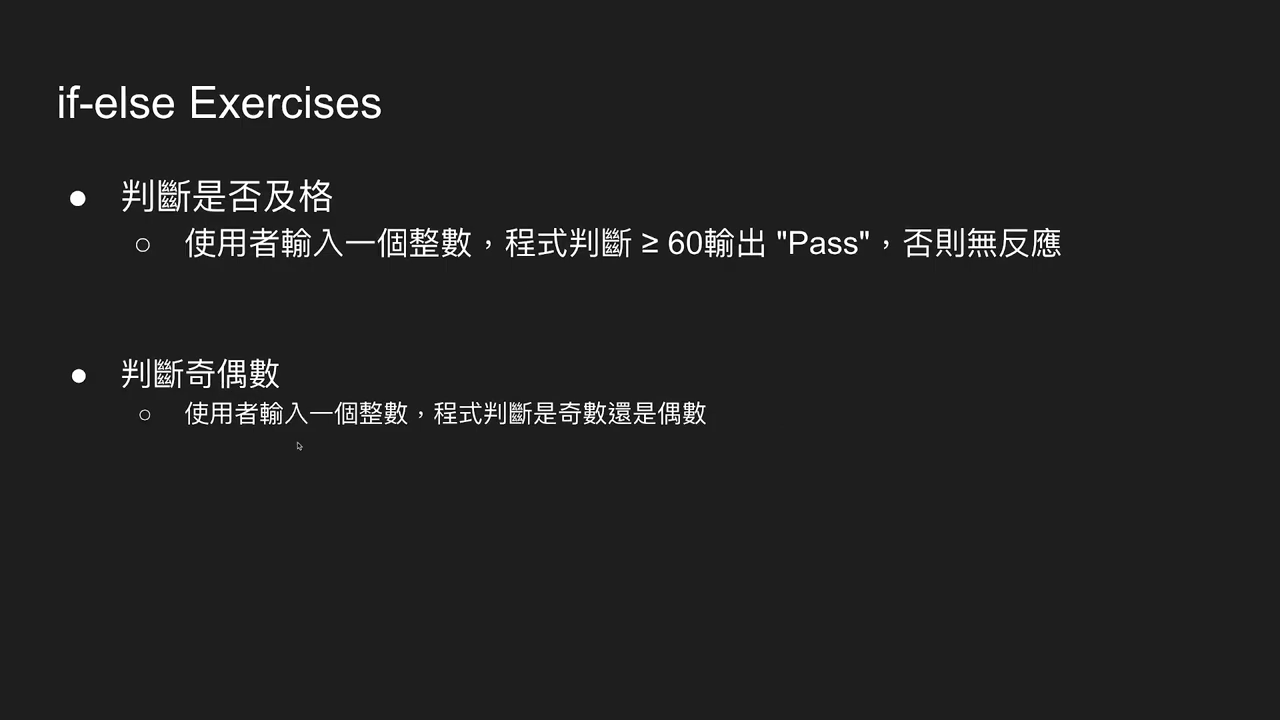 if-else Exercises
● 判斷是否及格
○ 使用者輸入一個整數，程式判斷 ≥ 60輸出 "Pass"，否則無反應
● 判斷奇偶數
○ 使用者輸入一個整數，程式判斷是奇數還是偶數